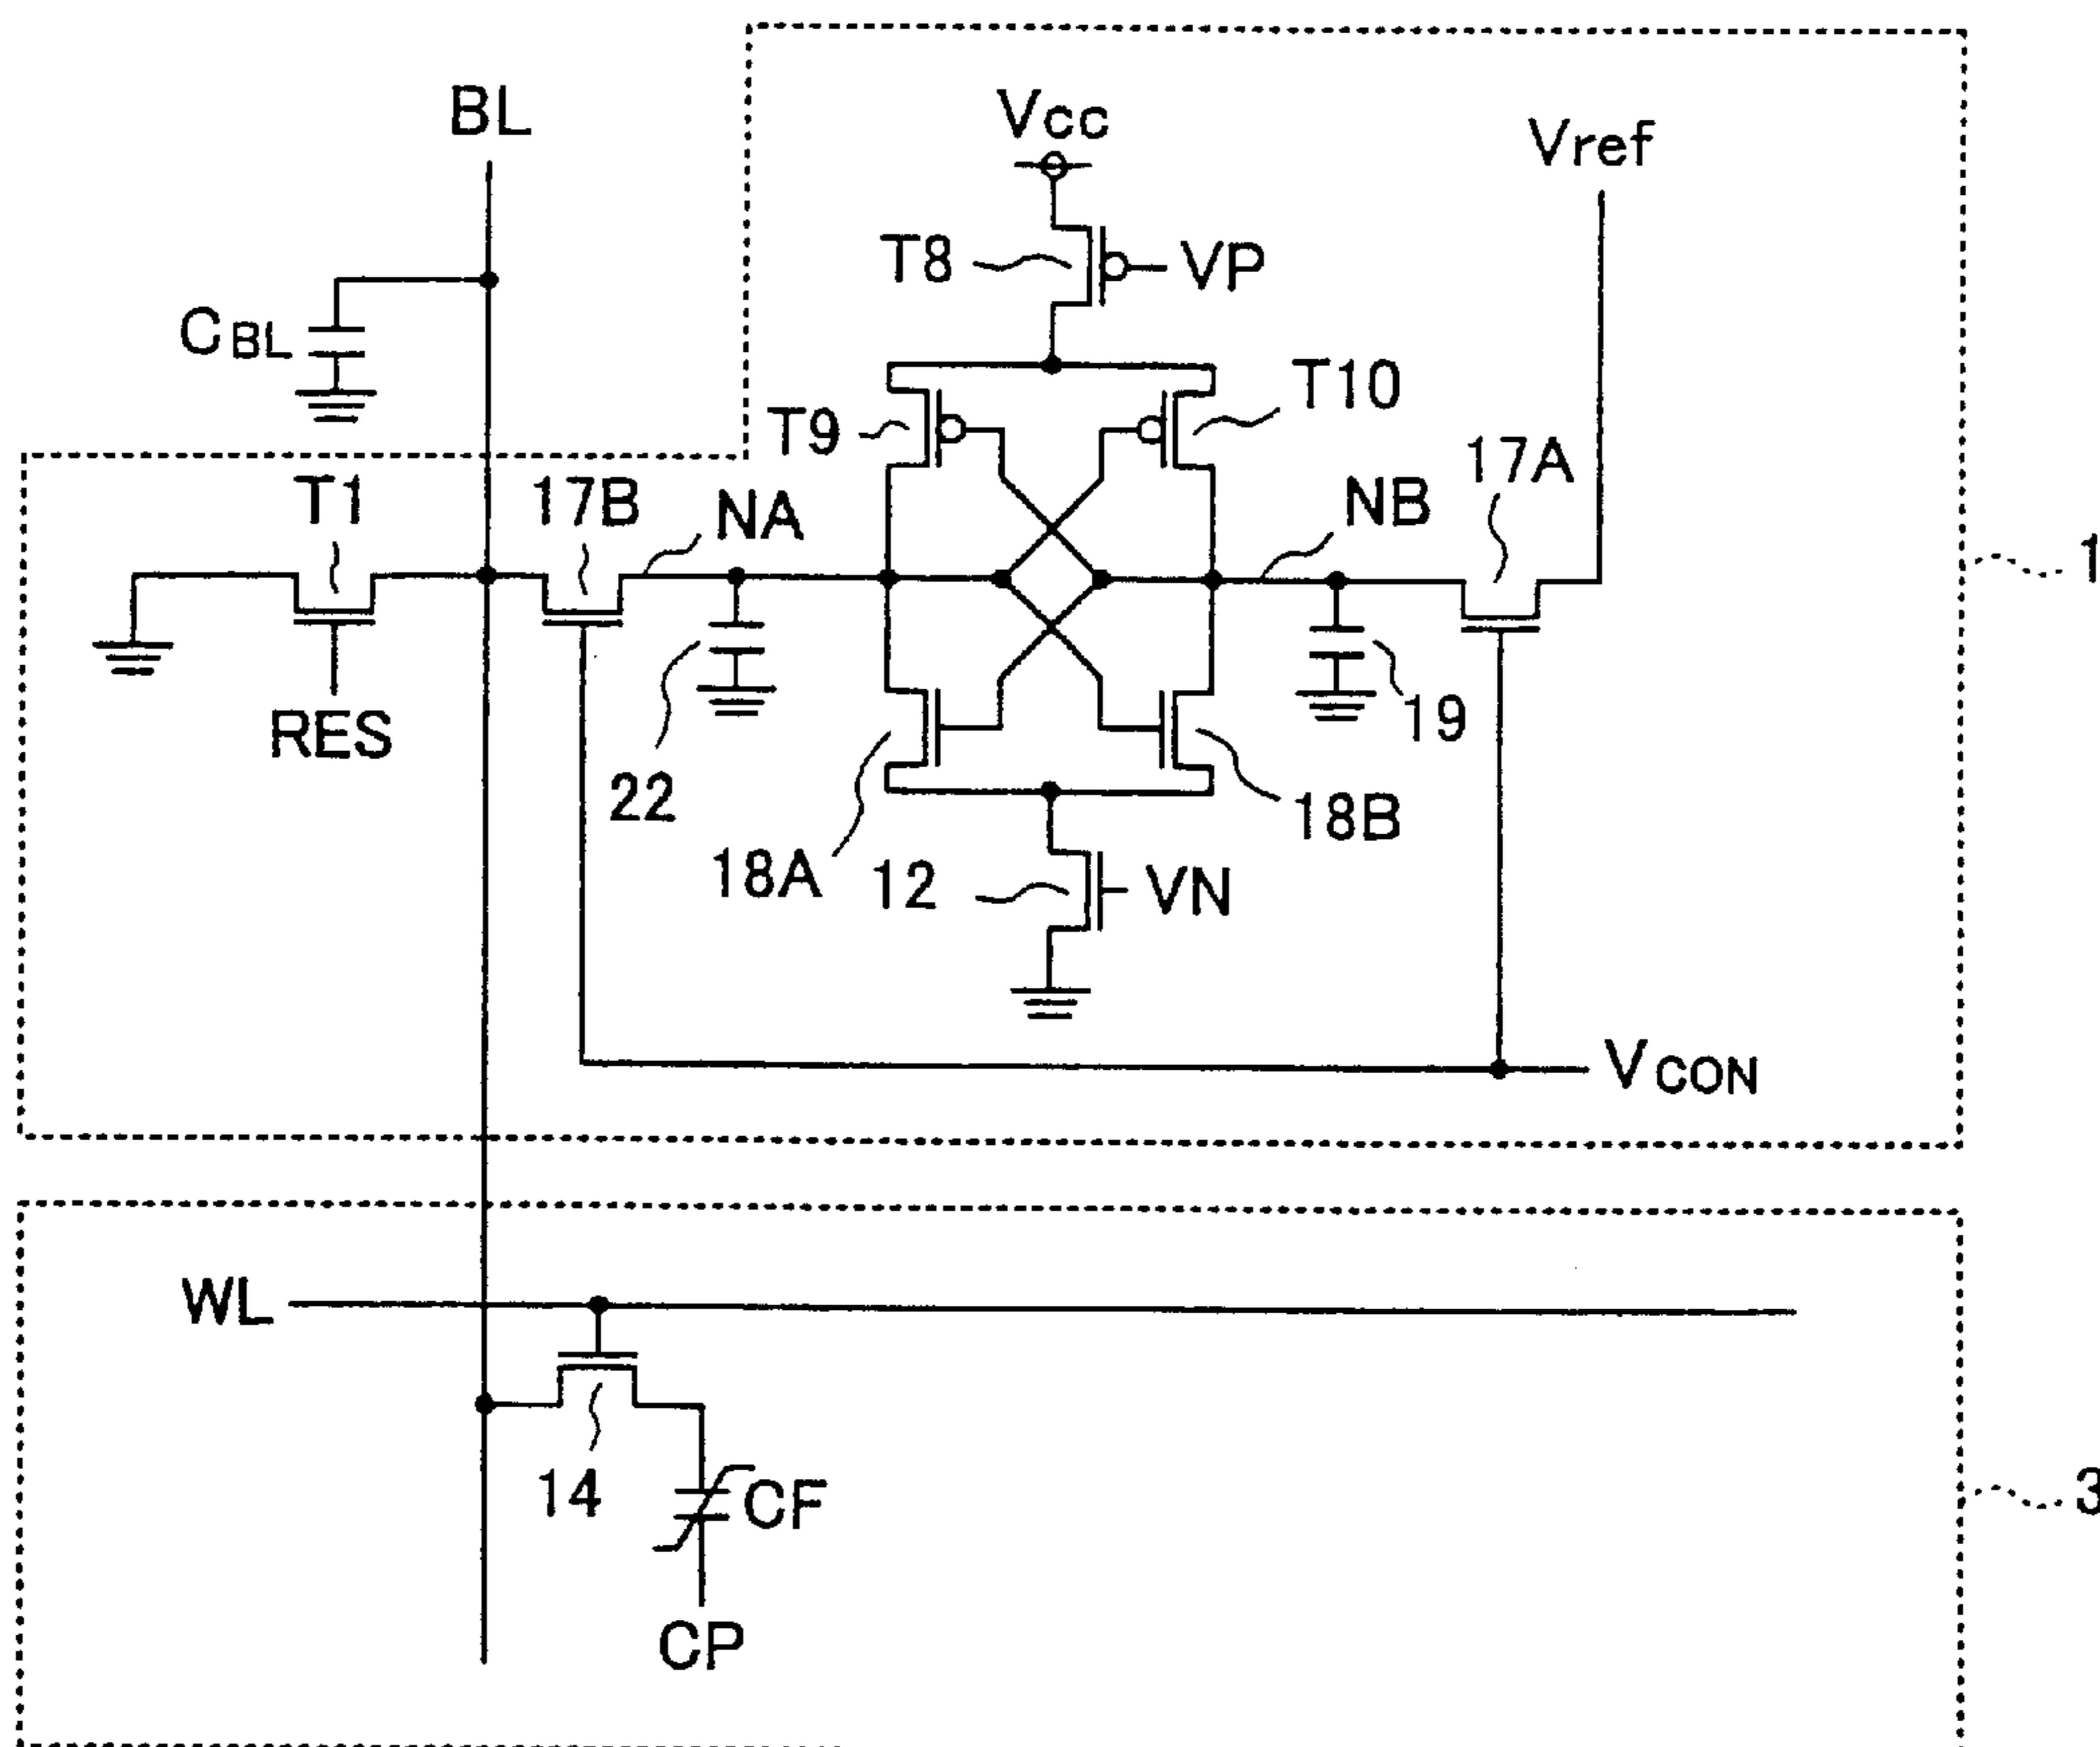 BL
Vcc
Vref
T8
VP
CBL
T9
T10
T1
17B
NA
NB
17A
1
RES
22
19
18A
12
VN
18B
VCON
WL
14
CF
3
CP